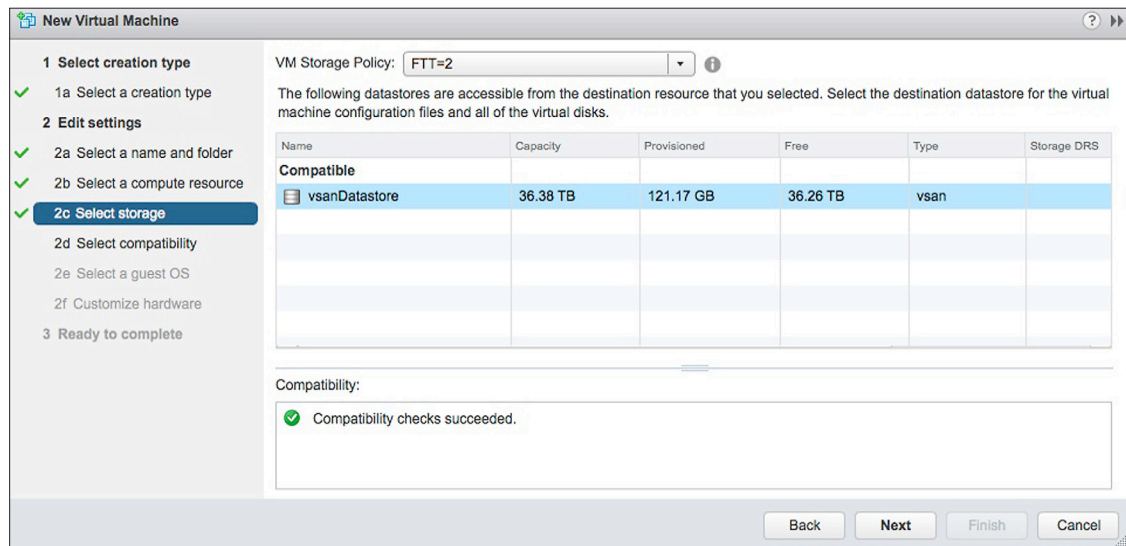 New Virtual Machine
1 Select creation type
1a Select a creation type
2 Edit settings
2a Select a name and folder
2b Select a compute resource
2c Select storage
2d Select compatibility
2e Select a guest OS
2f Customize hardware
3 Ready to complete
VM Storage Policy: FTT=2
The following datastores are accessible from the destination resource that you selected. Select the destination datastore for the virtual
machine configuration files and all of the virtual disks.
Name Capacity Provisioned Free Type Storage DRS
Compatible
vsanDatastore 36.38 TB 121.17 GB 36.26 TB vsan
Compatibility:
Compatibility checks succeeded.
Back Next Finish Cancel